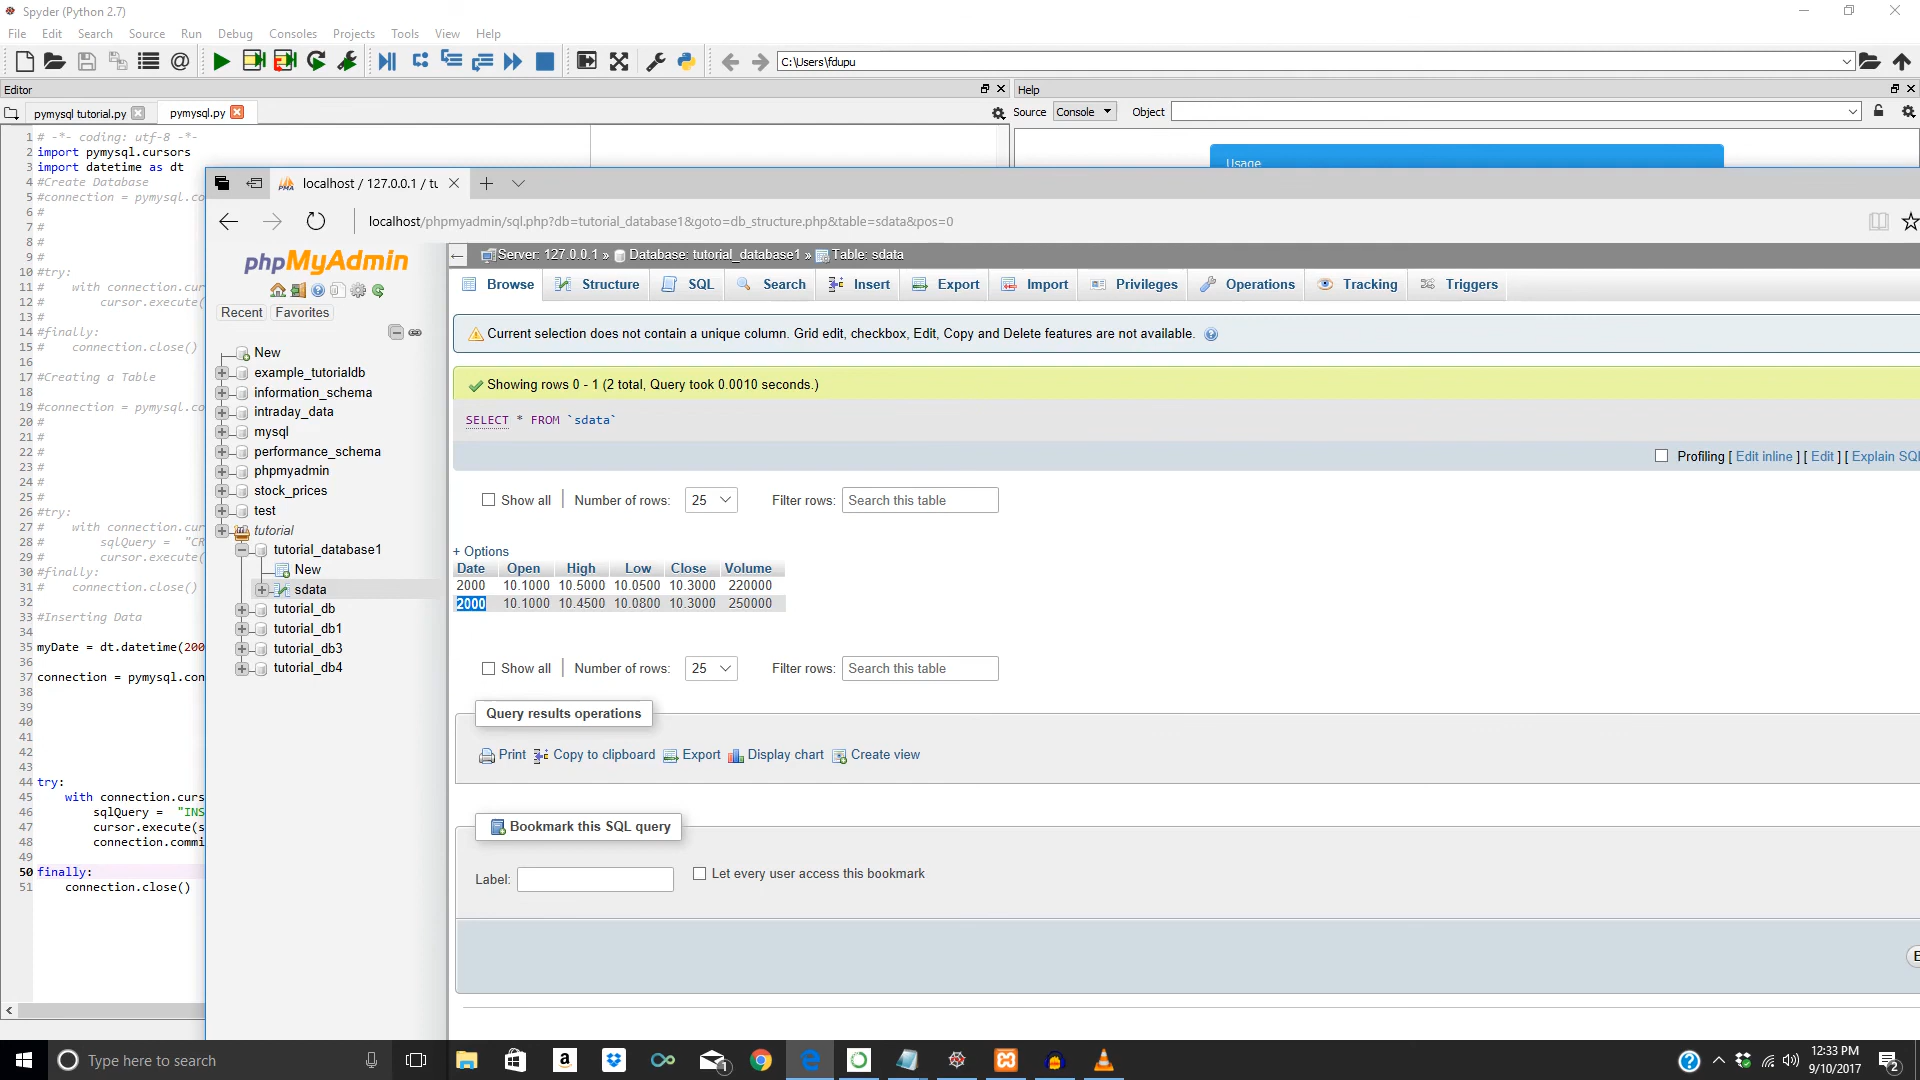 Spyder (Python 2.7)
File Edit Search Source Run Debug Consoles Projects Tools View Help
C:\Users\fdupu
Editor
Help
pymysql tutorial.py
pymysql.py
Source Console Object
Usage
1 # -*- coding: utf-8 -*-
2 import pymysql.cursors
3 import datetime as dt
4 #Create Database
5 #connection = pymysql.co
6 #
7 #
8 #
9 #
10 #try:
11 #    with connection.cur
12 #        cursor.execute(
13 #
14 #finally:
15 #    connection.close()
16
17 #Creating a Table
18
19 #connection = pymysql.co
20 #
21 #
22 #
23 #
24 #
25 #
26 #try:
27 #    with connection.cur
28 #        sqlQuery =  "CR
29 #        cursor.execute(
30 #finally:
31 #    connection.close()
32
33 #Inserting Data
34
35 myDate = dt.datetime(200
36
37 connection = pymysql.con
38
39
40
41
42
43
44 try:
45     with connection.curs
46         sqlQuery =  "INS
47         cursor.execute(s
48         connection.commi
49
50 finally:
51     connection.close()
localhost / 127.0.0.1 / tu
localhost/phpmyadmin/sql.php?db=tutorial_database1&goto=db_structure.php&table=sdata&pos=0
phpMyAdmin
Recent Favorites
New
example_tutorialdb
information_schema
intraday_data
mysql
performance_schema
phpmyadmin
stock_prices
test
tutorial
tutorial_database1
New
sdata
tutorial_db
tutorial_db1
tutorial_db3
tutorial_db4
Server: 127.0.0.1 » Database: tutorial_database1 » Table: sdata
Browse Structure SQL Search Insert Export Import Privileges Operations Tracking Triggers
Current selection does not contain a unique column. Grid edit, checkbox, Edit, Copy and Delete features are not available.
Showing rows 0 - 1 (2 total, Query took 0.0010 seconds.)
SELECT * FROM `sdata`
Profiling [ Edit inline ] [ Edit ] [ Explain SQL
Show all Number of rows: 25 Filter rows: Search this table
+ Options
Date Open High Low Close Volume
2000 10.1000 10.5000 10.0500 10.3000 220000
2000 10.1000 10.4500 10.0800 10.3000 250000
Show all Number of rows: 25 Filter rows: Search this table
Query results operations
Print Copy to clipboard Export Display chart Create view
Bookmark this SQL query
Label: Let every user access this bookmark
Type here to search
12:33 PM
9/10/2017